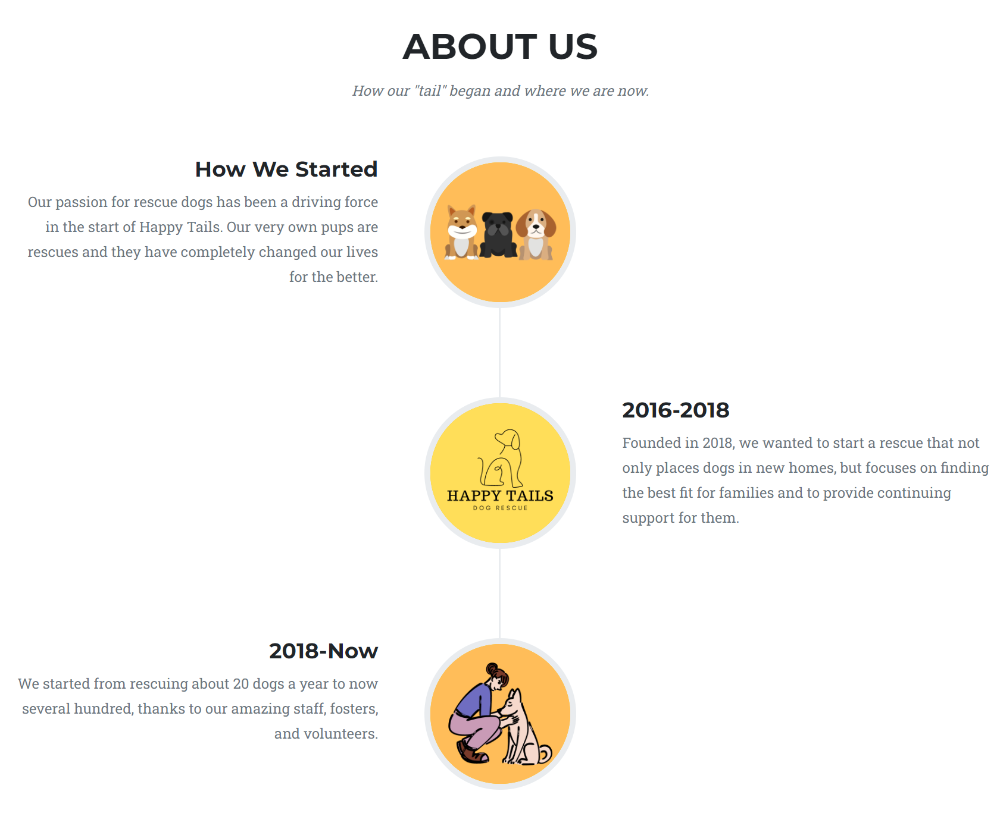 ABOUT US
How our "tail" began and where we are now.
How We Started
Our passion for rescue dogs has been a driving force
in the start of Happy Tails. Our very own pups are
rescues and they have completely changed our lives
for the better.
HAPPY TAILS
DOG RESCUE
2016-2018
Founded in 2018, we wanted to start a rescue that not
only places dogs in new homes, but focuses on finding
the best fit for families and to provide continuing
support for them.
2018-Now
We started from rescuing about 20 dogs a year to now
several hundred, thanks to our amazing staff, fosters,
and volunteers.